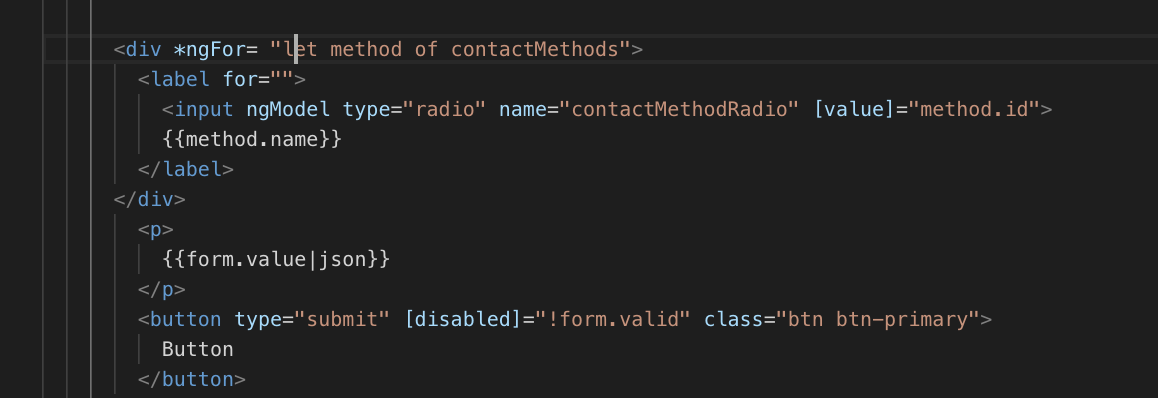 <div *ngFor= "let method of contactMethods">
<label for="">
<input ngModel type="radio" name="contactMethodRadio" [value]="method.id">
{{method.name}}
</label>
</div>
<p>
{{form.value|json}}
</p>
<button type="submit" [disabled]="!form.valid" class="btn btn-primary">
Button
</button>